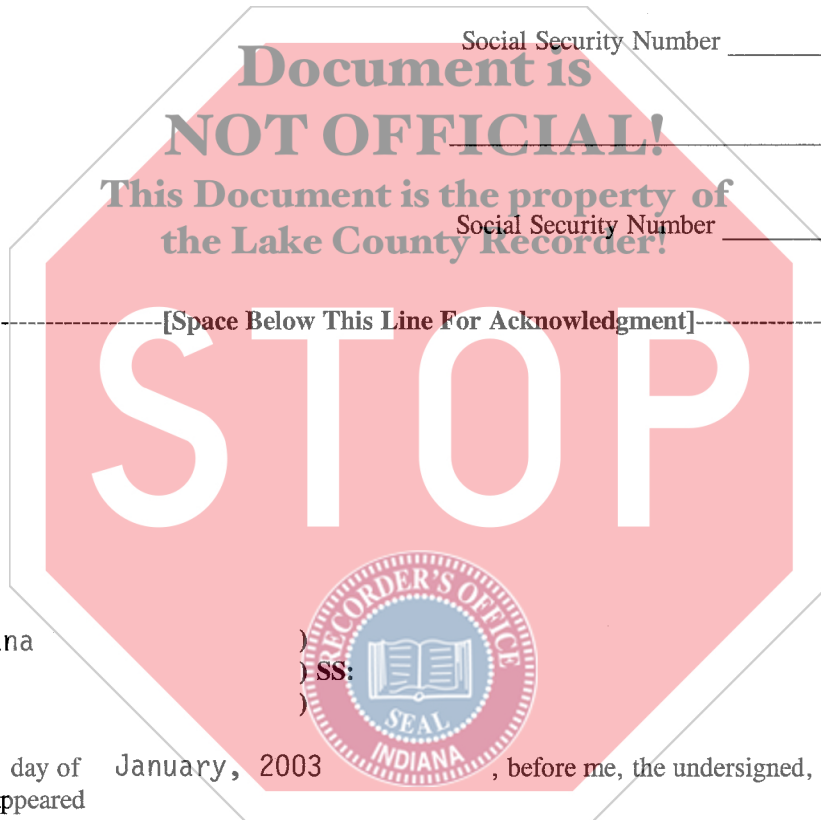 Social Security Number
Document is
NOT OFFICIAL!
This Document is the property of
Social Security Number
the Lake County Recorder!
[Space Below This Line For Acknowledgment]
STOP
RECORDER'S OFFICE
na )
) SS:
)
SEAL
INDIANA
day of January, 2003 , before me, the undersigned,
ppeared